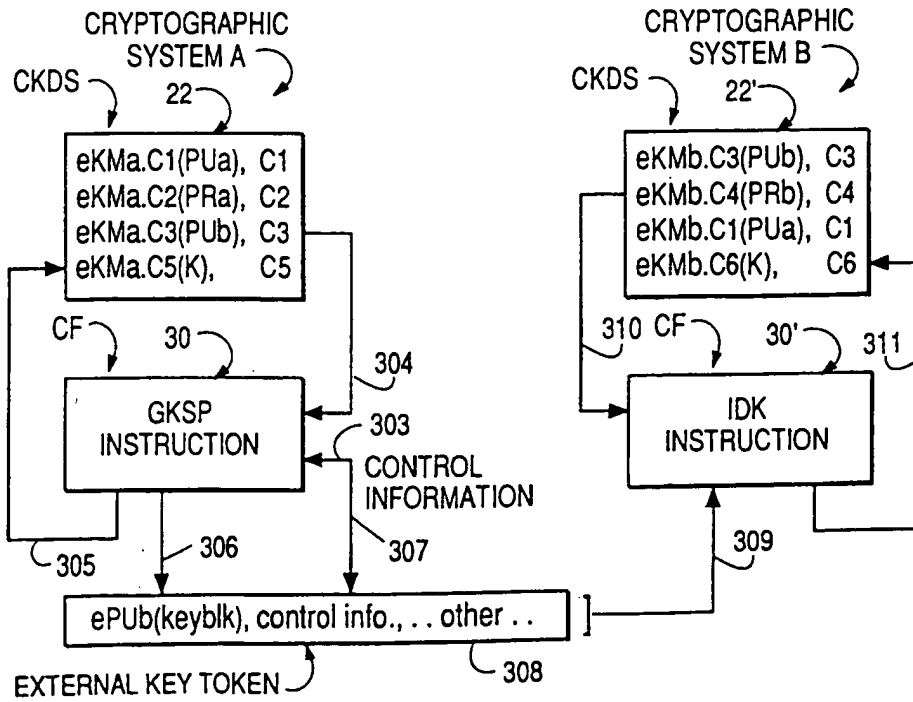 CRYPTOGRAPHIC
SYSTEM A
CKDS
22
eKMa.C1(PUa), C1
eKMa.C2(PRa), C2
eKMa.C3(PUb), C3
eKMa.C5(K), C5
CF
30
304
GKSP
INSTRUCTION
303
CONTROL
INFORMATION
305
306
307
ePUb(keyblk), control info., . . other . .
EXTERNAL KEY TOKEN
308
CRYPTOGRAPHIC
SYSTEM B
CKDS
22'
eKMb.C3(PUb), C3
eKMb.C4(PRb), C4
eKMb.C1(PUa), C1
eKMb.C6(K), C6
310
CF
30'
311
IDK
INSTRUCTION
309